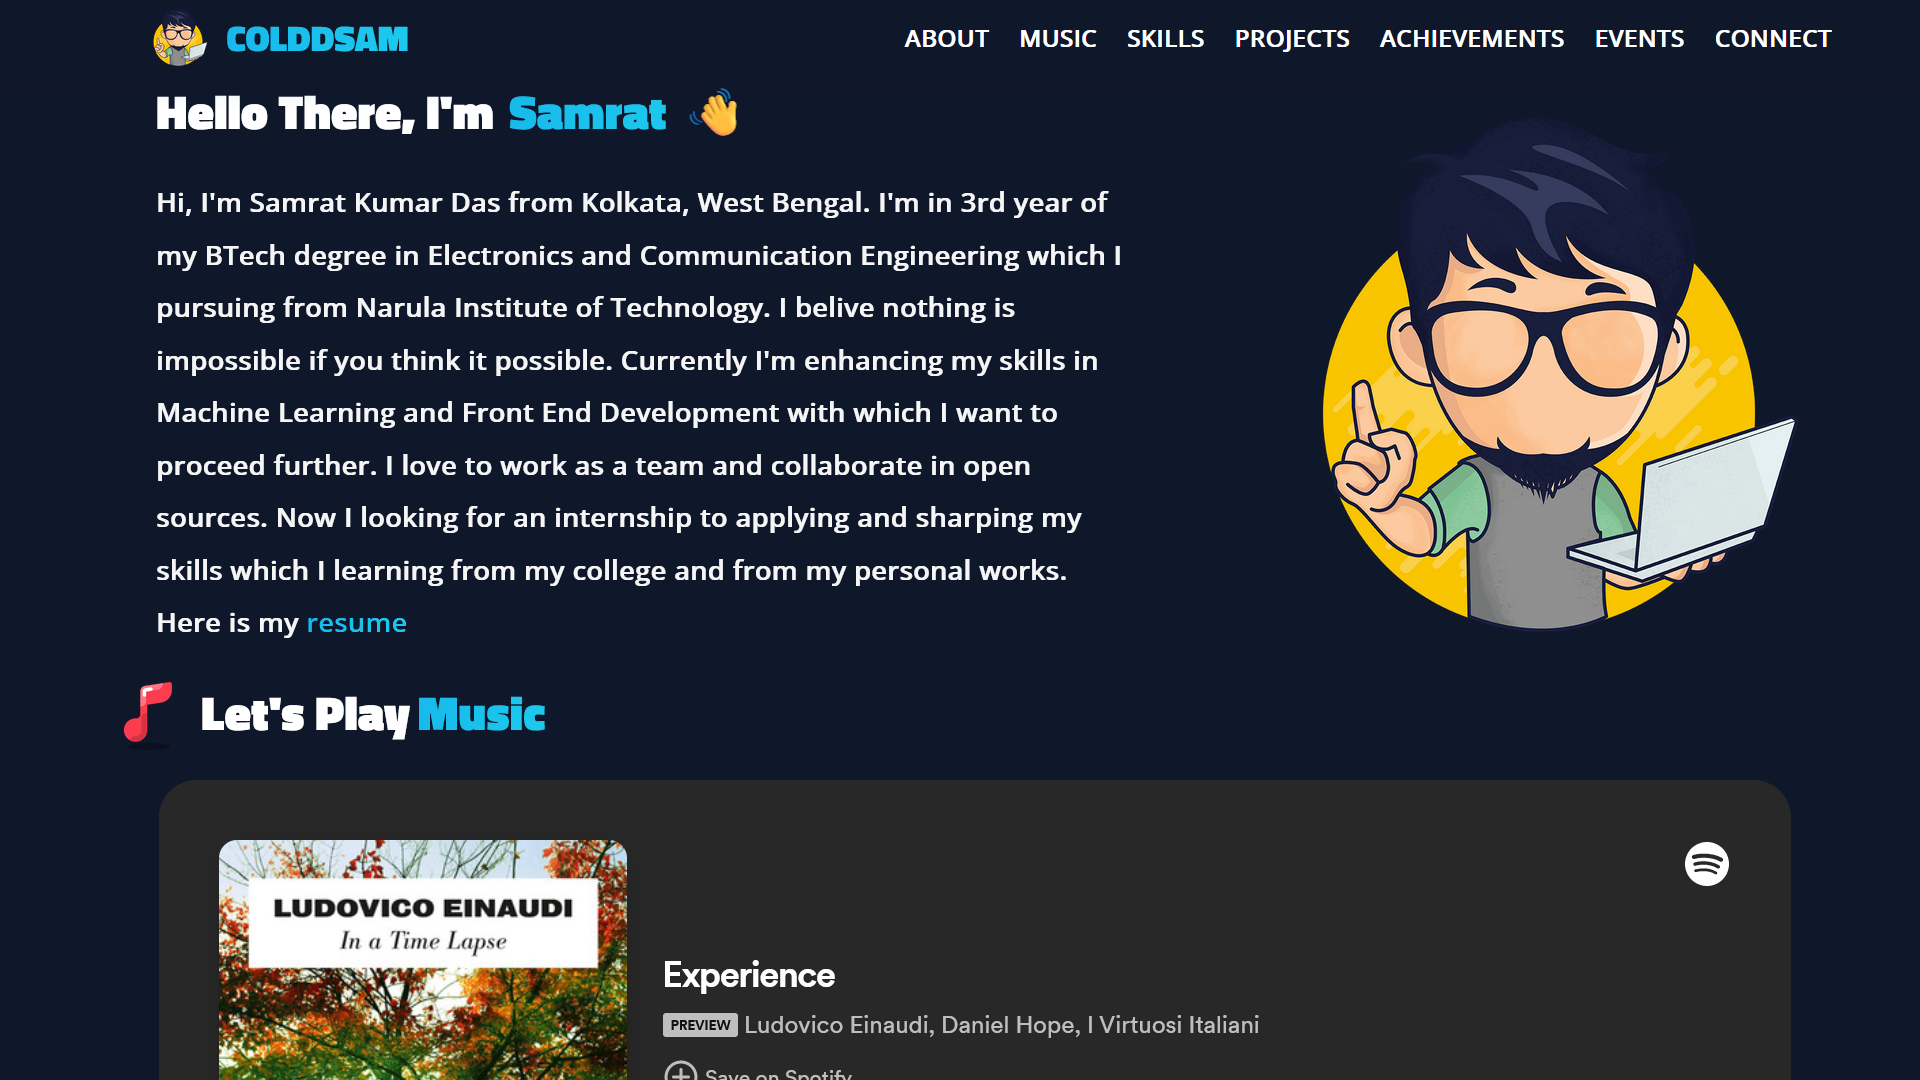 COLDDSAM
ABOUT MUSIC SKILLS PROJECTS ACHIEVEMENTS EVENTS CONNECT
Hello There, I'm Samrat
Hi, I'm Samrat Kumar Das from Kolkata, West Bengal. I'm in 3rd year of
my BTech degree in Electronics and Communication Engineering which I
pursuing from Narula Institute of Technology. I belive nothing is
impossible if you think it possible. Currently I'm enhancing my skills in
Machine Learning and Front End Development with which I want to
proceed further. I love to work as a team and collaborate in open
sources. Now I looking for an internship to applying and sharping my
skills which I learning from my college and from my personal works.
Here is my resume
Let's Play Music
LUDOVICO EINAUDI
In a Time Lapse
Experience
PREVIEW Ludovico Einaudi, Daniel Hope, I Virtuosi Italiani
Save on Spotify